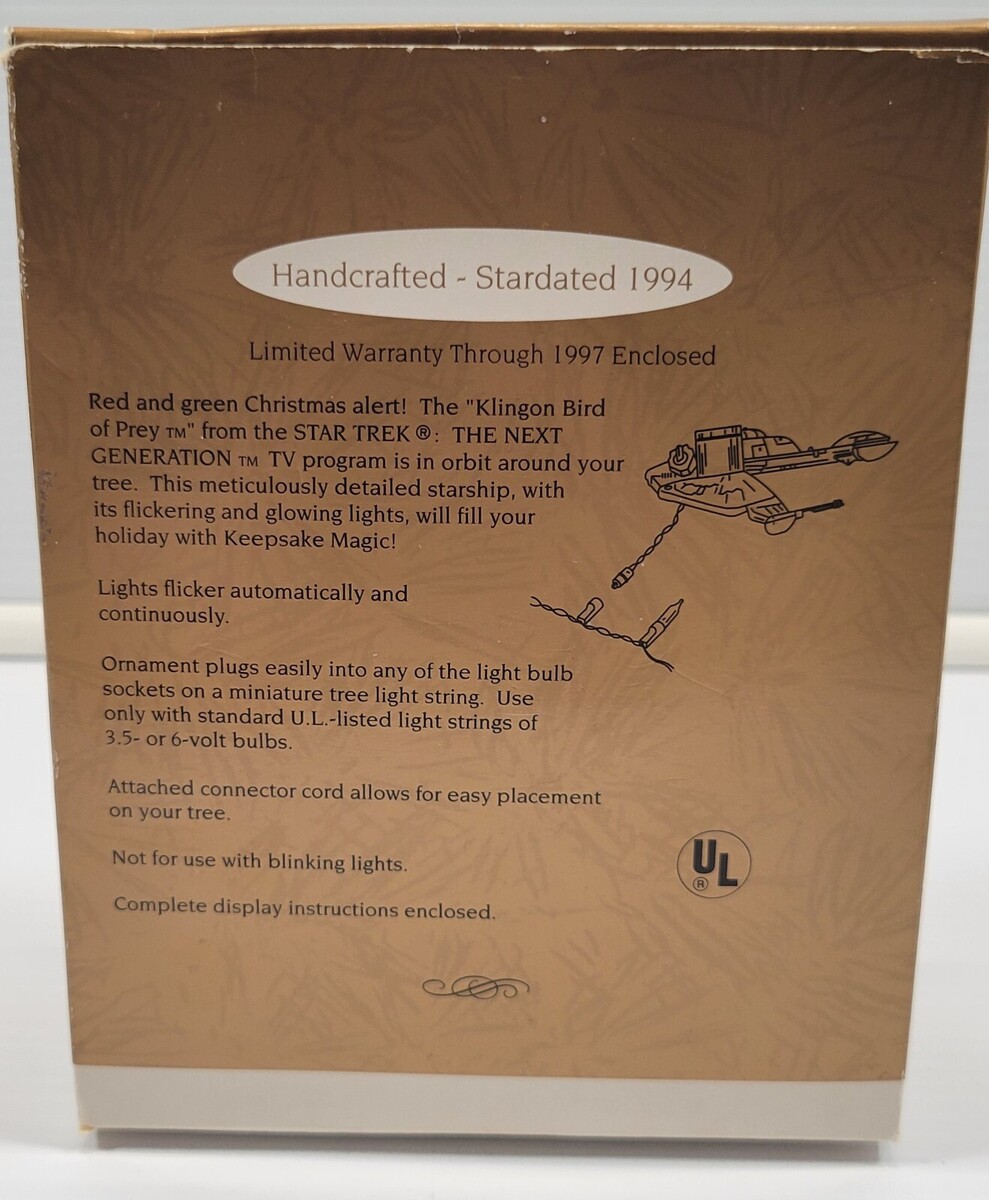 Handcrafted - Stardated 1994
Limited Warranty Through 1997 Enclosed
Red and green Christmas alert! The "Klingon Bird
of Prey TM" from the STAR TREK ®: THE NEXT
GENERATION TM TV program is in orbit around your
tree. This meticulously detailed starship, with
its flickering and glowing lights, will fill your
holiday with Keepsake Magic!
Lights flicker automatically and
continuously.
Ornament plugs easily into any of the light bulb
sockets on a miniature tree light string. Use
only with standard U.L.-listed light strings of
3.5- or 6-volt bulbs.
Attached connector cord allows for easy placement
on your tree.
Not for use with blinking lights.
UL ®
Complete display instructions enclosed.